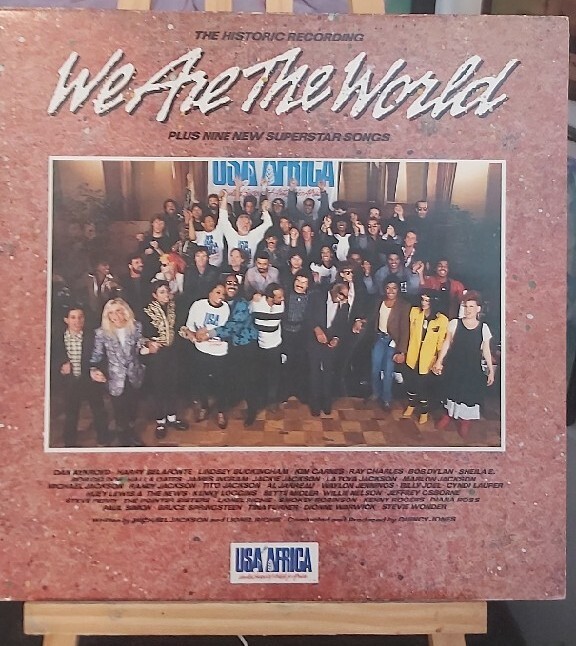 THE HISTORIC RECORDING
We Are The World
PLUS NINE NEW SUPERSTAR SONGS
USA AFRICA
USA
DAN AYKROYD · HARRY BELAFONTE · LINDSEY BUCKINGHAM · KIM CARNES · RAY CHARLES · BOB DYLAN · SHEILA E.
HALL & OATES · JAMES INGRAM · JACKIE JACKSON · LA TOYA JACKSON · MARLON JACKSON
MICHAEL JACKSON · RANDY JACKSON · TITO JACKSON · AL JARREAU · WAYLON JENNINGS · BILLY JOEL · CYNDI LAUPER
HUEY LEWIS & THE NEWS · KENNY LOGGINS · BETTE MIDLER · WILLIE NELSON · JEFFREY OSBORNE
STEVE PERRY · THE POINTER SISTERS · LIONEL RICHIE · SMOKEY ROBINSON · KENNY ROGERS · DIANA ROSS
PAUL SIMON · BRUCE SPRINGSTEEN · TINA TURNER · DIONNE WARWICK · STEVIE WONDER
Written by MICHAEL JACKSON and LIONEL RICHIE · Conducted and Produced by QUINCY JONES
USA AFRICA